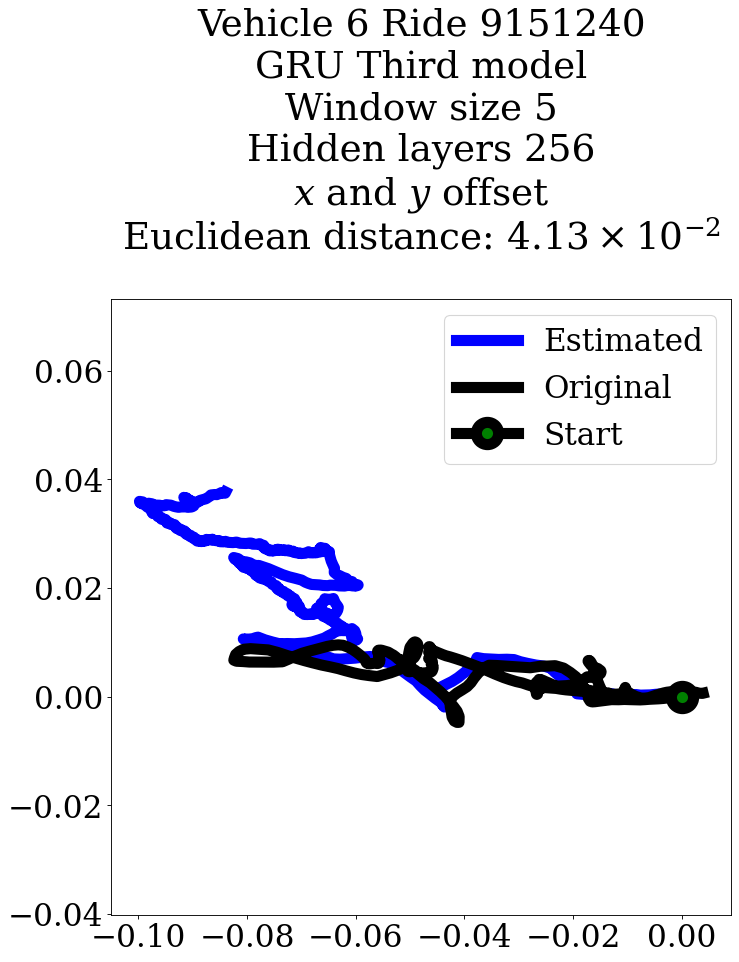 Vehicle 6 Ride 9151240
GRU Third model
Window size 5
Hidden layers 256
x and y offset
Euclidean distance: 4.13 × 10⁻²
Estimated
Original
Start
0.06
0.04
0.02
0.00
−0.02
−0.04
−0.10 −0.08 −0.06 −0.04 −0.02 0.00